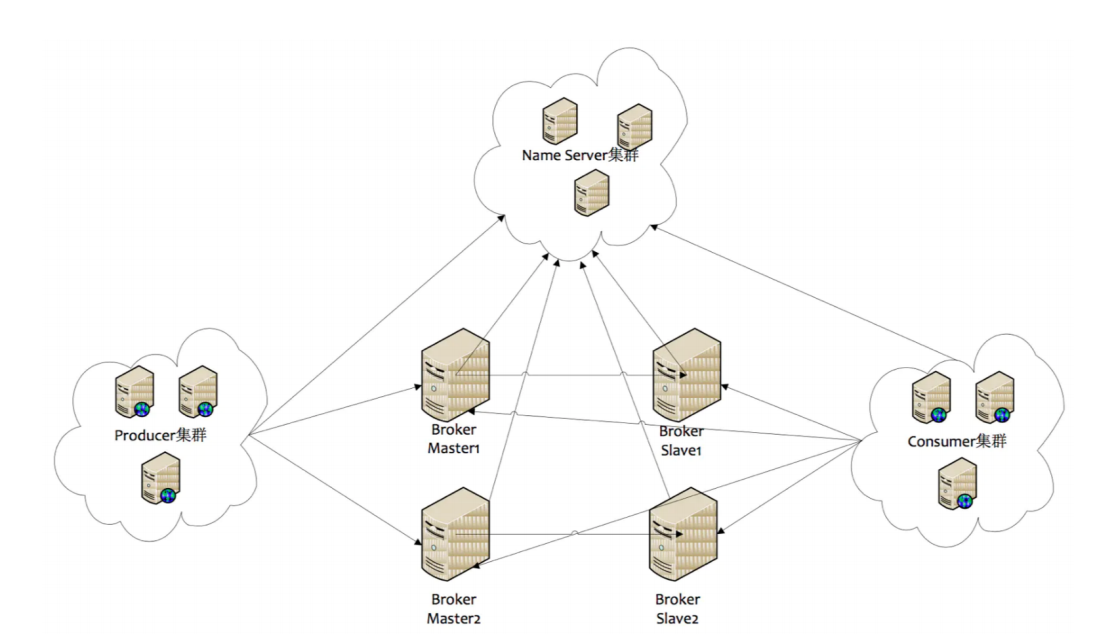 Name Server集群
Producer集群
Broker
Master1
Broker
Slave1
Consumer集群
Broker
Master2
Broker
Slave2